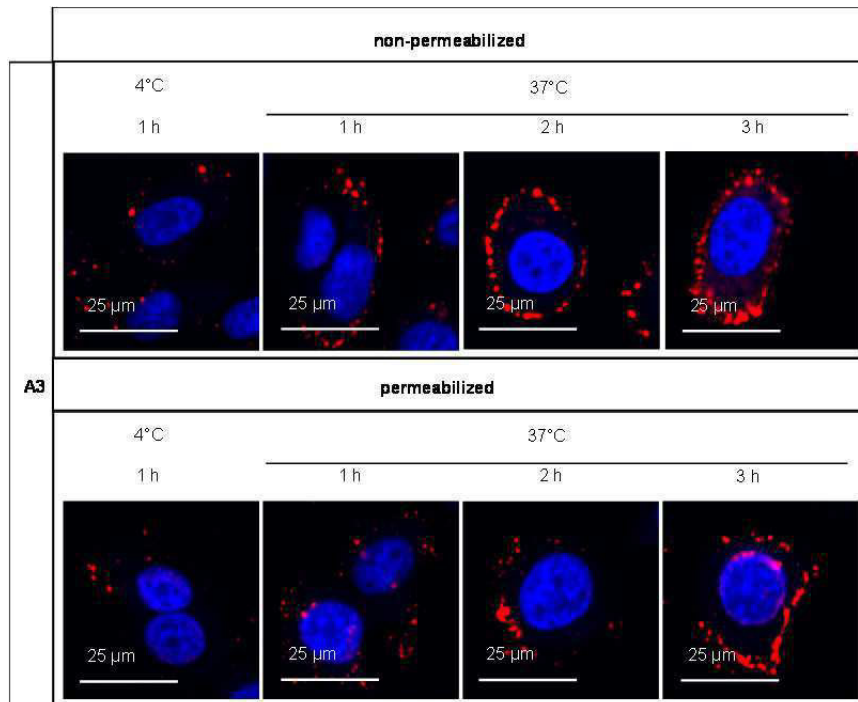 non-permeabilized
4°C
37°C
1 h
1 h
2 h
3 h
25 µm
25 µm
25 µm
25 µm
A3
permeabilized
4°C
37°C
1 h
1 h
2 h
3 h
25 µm
25 µm
25 µm
25 µm